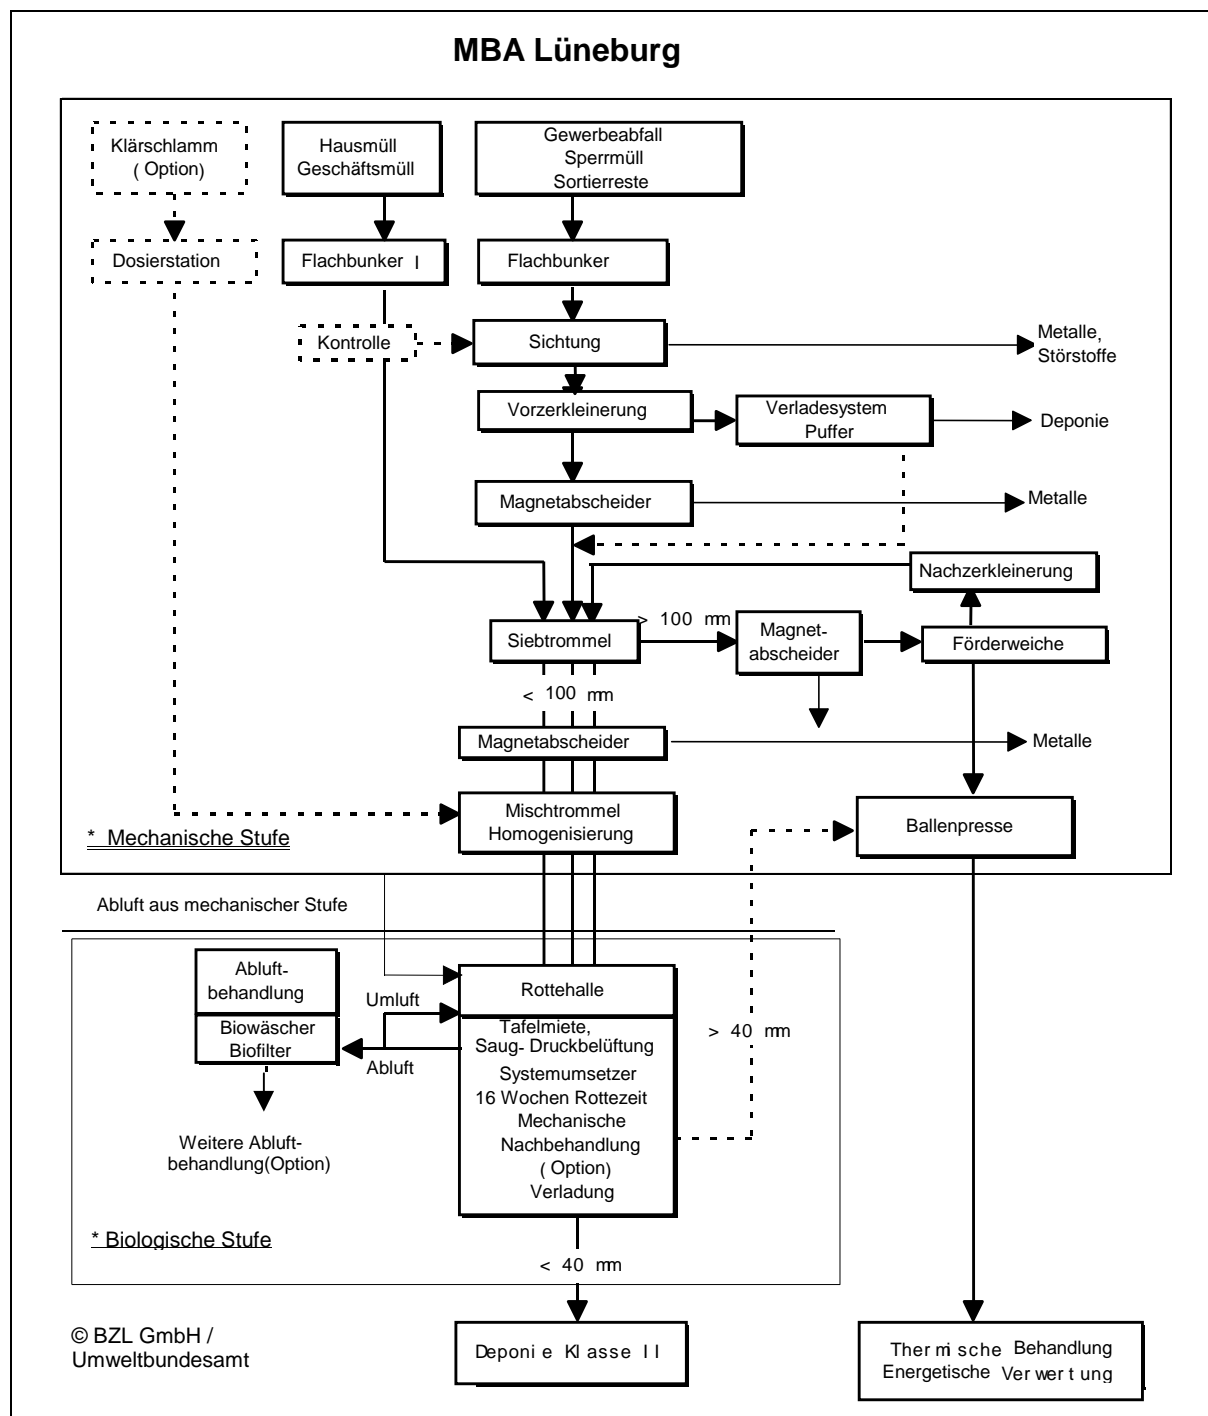 MBA Lüneburg
Klärschlamm
( Option)
Hausmüll
Geschäftsmüll
Gewerbeabfall
Sperrmüll
Sortierreste
Dosierstation
Flachbunker I
Flachbunker
Kontrolle
Sichtung
Metalle,
Störstoffe
Vorzerkleinerung
Verladesystem
Puffer
Deponie
Magnetabscheider
Metalle
Nachzerkleinerung
Siebtrommel
> 100 mm
Magnet-
abscheider
Förderweiche
< 100 mm
Magnetabscheider
Metalle
Mischtrommel
Homogenisierung
Ballenpresse
* Mechanische Stufe
Abluft aus mechanischer Stufe
Abluft-
behandlung
Biowäscher
Biofilter
Umluft
Abluft
Rottehalle
Tafelmiete,
Saug- Druckbelüftung
Systemumsetzer
16 Wochen Rottezeit
Mechanische
Nachbehandlung
( Option)
Verladung
> 40 mm
Weitere Abluft-
behandlung(Option)
* Biologische Stufe
< 40 mm
© BZL GmbH /
Umweltbundesamt
Deponie Klasse II
Thermische Behandlung
Energetische Verwertung